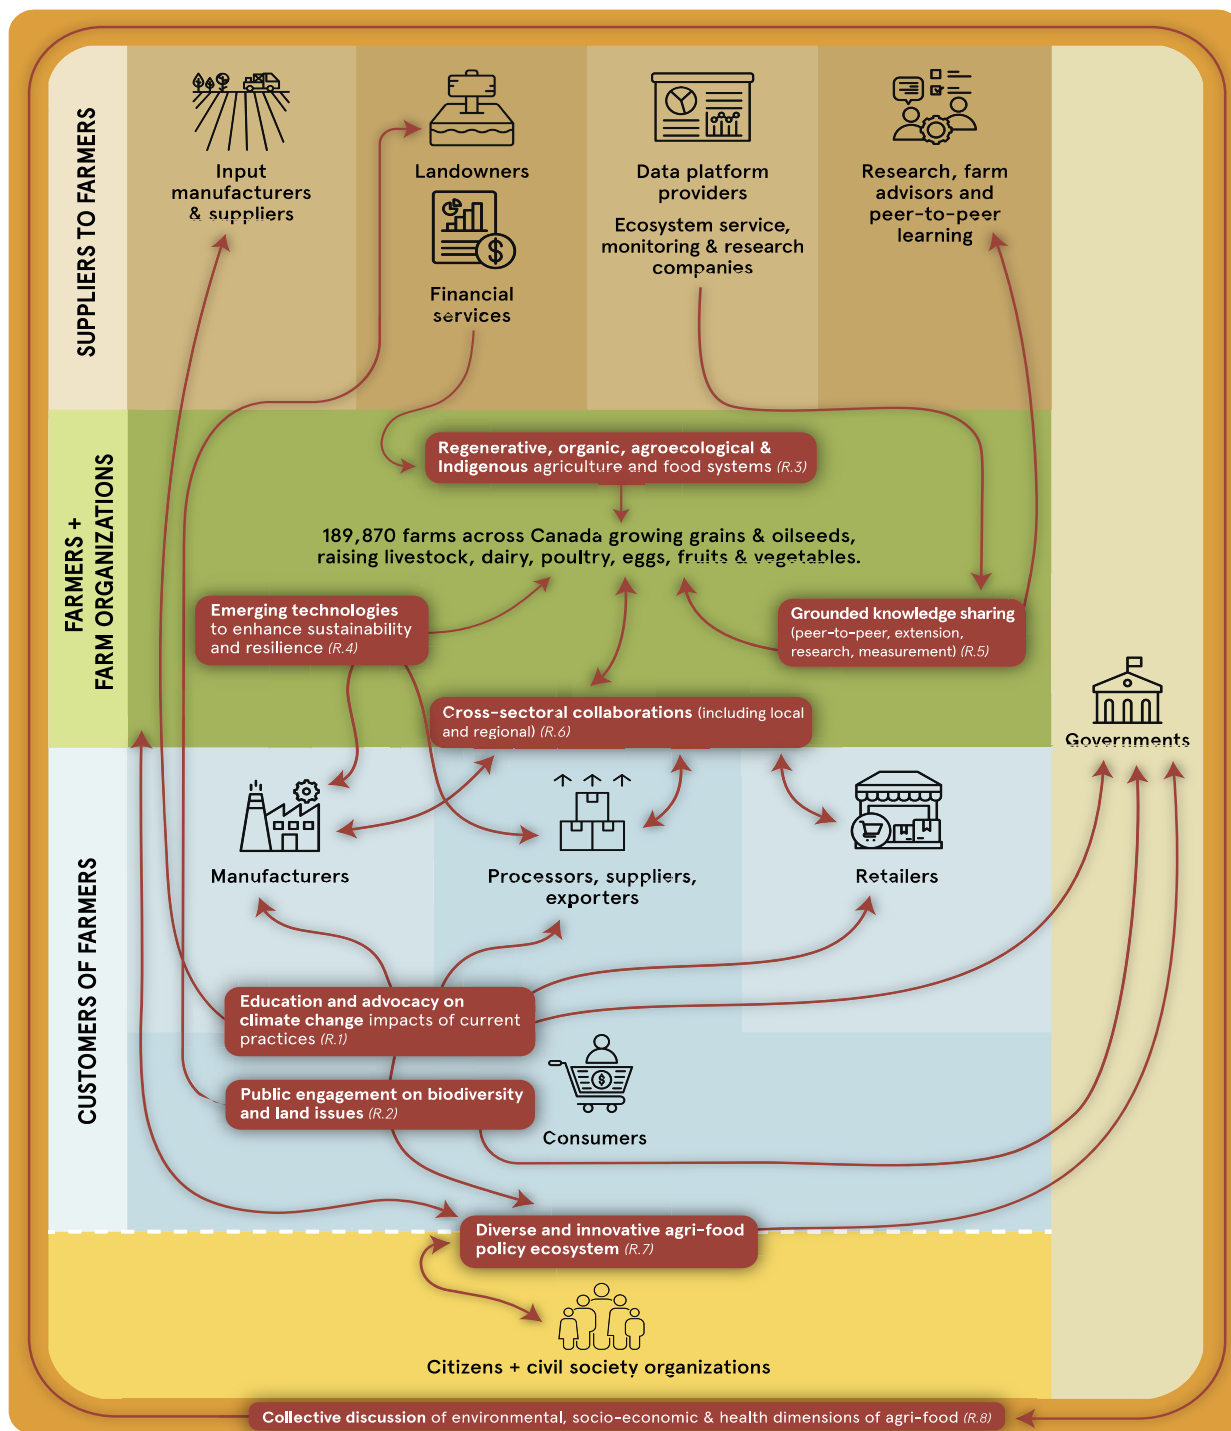 SUPPLIERS TO FARMERS
Input
manufacturers
& suppliers
Landowners
Financial
services
Data platform
providers
Ecosystem service,
monitoring & research
companies
Research, farm
advisors and
peer-to-peer
learning
FARMERS +
FARM ORGANIZATIONS
Regenerative, organic, agroecological &
Indigenous agriculture and food systems (R.3)
189,870 farms across Canada growing grains & oilseeds,
raising livestock, dairy, poultry, eggs, fruits & vegetables.
Emerging technologies
to enhance sustainability
and resilience (R.4)
Grounded knowledge sharing
(peer-to-peer, extension,
research, measurement) (R.5)
Cross-sectoral collaborations (including local
and regional) (R.6)
Governments
CUSTOMERS OF FARMERS
Manufacturers
Processors, suppliers,
exporters
Retailers
Education and advocacy on
climate change impacts of current
practices (R.1)
Public engagement on biodiversity
and land issues (R.2)
Consumers
Diverse and innovative agri-food
policy ecosystem (R.7)
Citizens + civil society organizations
Collective discussion of environmental, socio-economic & health dimensions of agri-food (R.8)